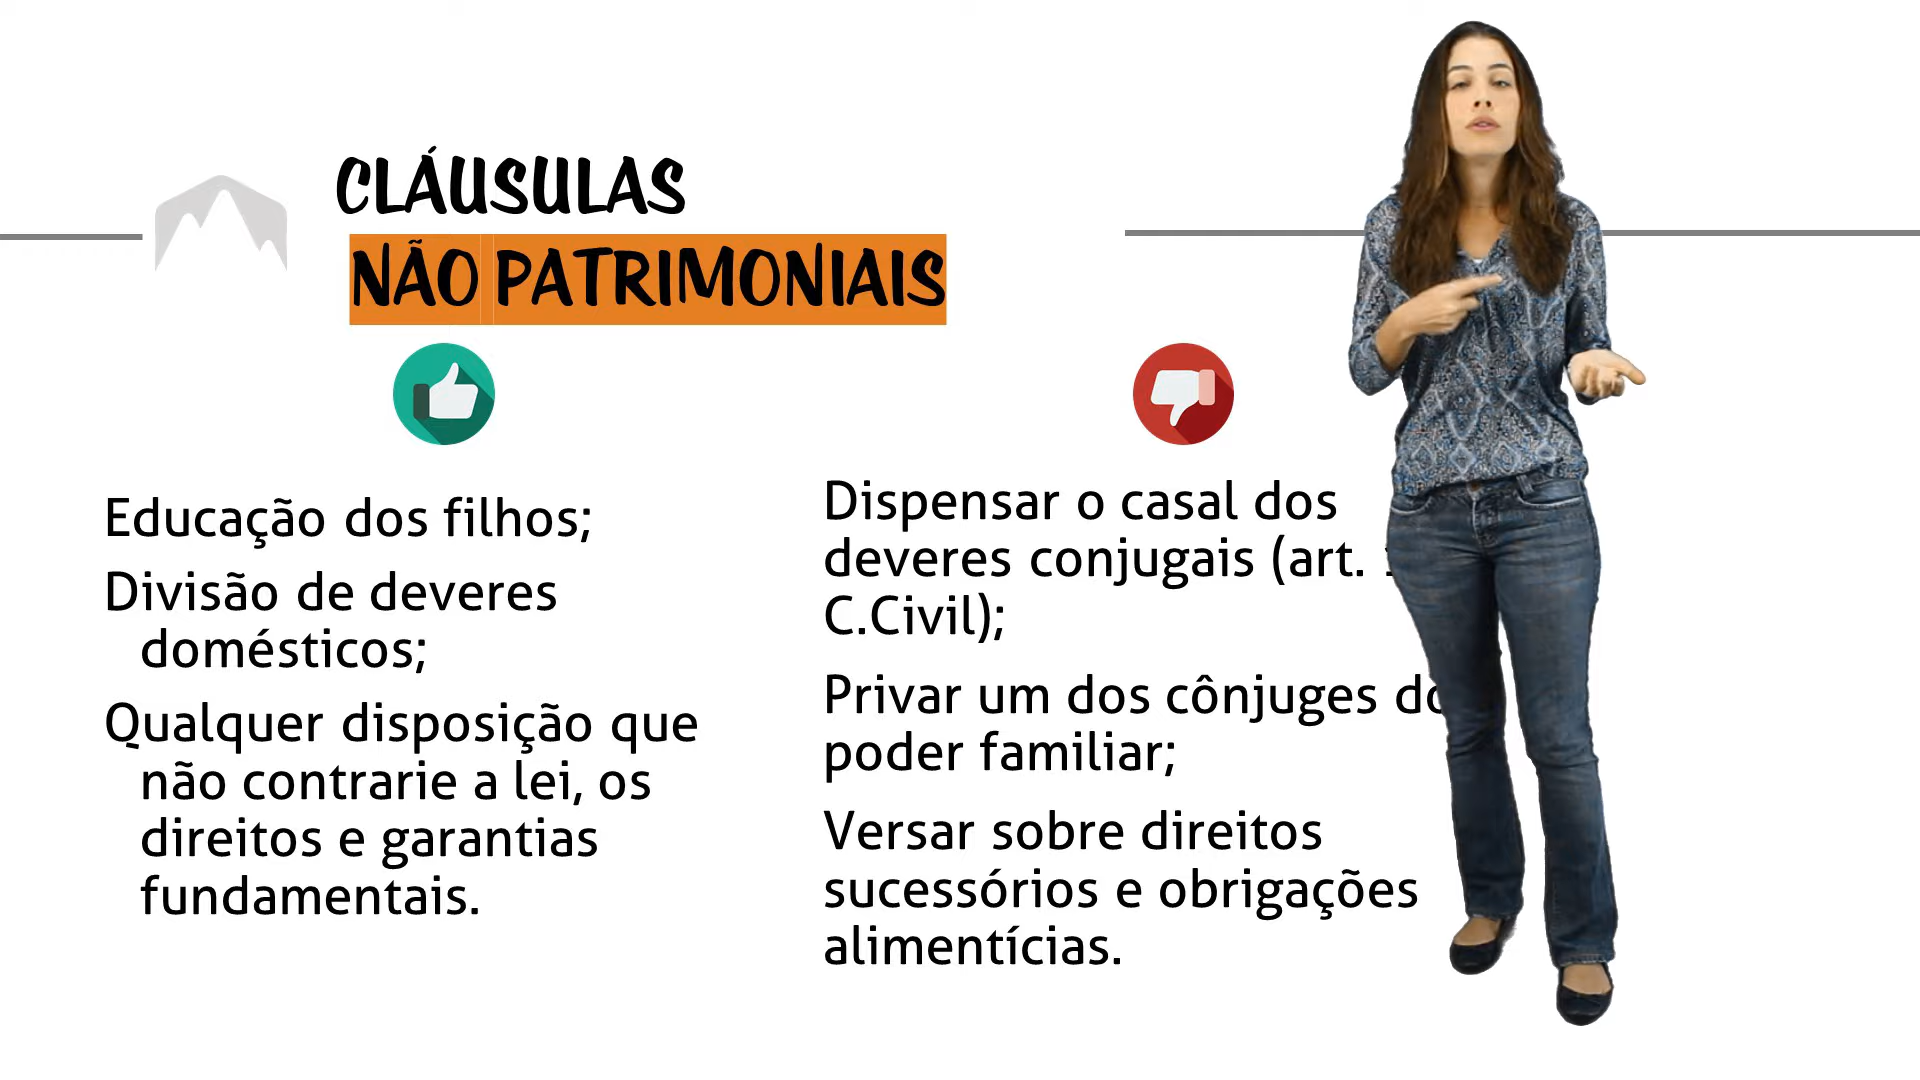 CLÁUSULAS
NÃO PATRIMONIAIS
Educação dos filhos;
Divisão de deveres
domésticos;
Qualquer disposição que
não contrarie a lei, os
direitos e garantias
fundamentais.
Dispensar o casal dos
deveres conjugais (art.
C.Civil);
Privar um dos cônjuges
poder familiar;
Versar sobre direitos
sucessórios e obrigações
alimentícias.